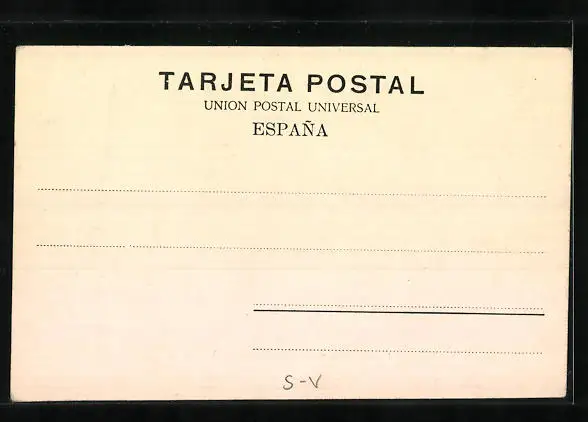 TARJETA POSTAL
UNION POSTAL UNIVERSAL
ESPAÑA
S-V